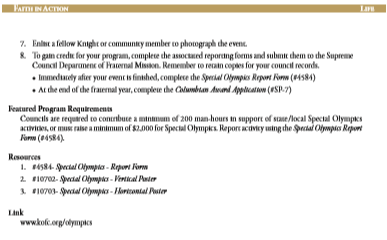 FAITH IN ACTION LIFE
7. Enlist a fellow Knight or community member to photograph the event.
8. To gain credit for your program, complete the associated reporting forms and submit them to the Supreme
Council Department of Fraternal Mission. Remember to retain copies for your council records.
• Immediately after your event is finished, complete the Special Olympics Report Form (#4584)
• At the end of the fraternal year, complete the Columbian Award Application (#SP-7)
Featured Program Requirements
Councils are required to contribute a minimum of 200 man-hours in support of state/local Special Olympics
activities, or must raise a minimum of $2,000 for Special Olympics. Report activity using the Special Olympics Report
Form (#4584).
Resources
1. #4584- Special Olympics - Report Form
2. #10702- Special Olympics - Vertical Poster
3. #10703- Special Olympics - Horizontal Poster
Link
www.kofc.org/olympics